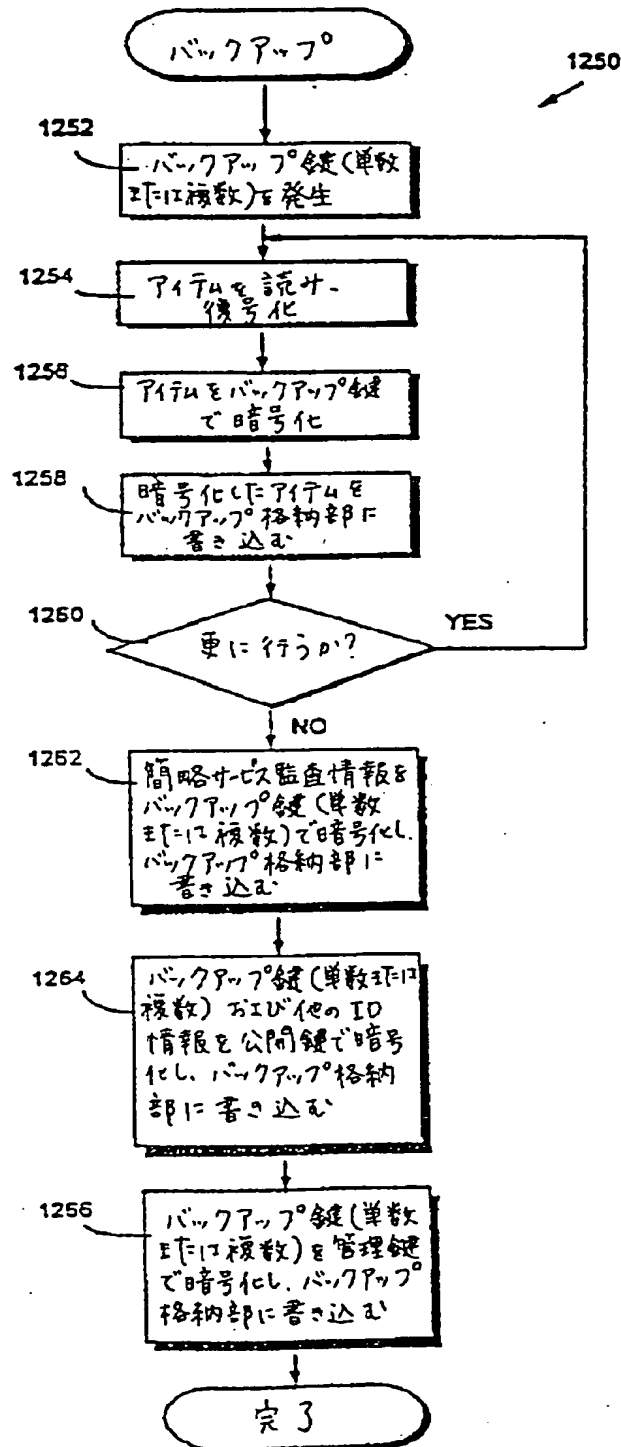 バックアップ
1250
1252
バックアップ鍵(単数
または複数)を発生
1254
アイテムを読み、
復号化
1256
アイテムをバックアップ鍵
で暗号化
1258
暗号化したアイテムを
バックアップ格納部に
書き込む
1260
更に行うか?
YES
NO
1262
簡略サービス監査情報を
バックアップ鍵(単数
または複数)で暗号化し、
バックアップ格納部に
書き込む
1264
バックアップ鍵(単数または
複数)および他のID
情報を公開鍵で暗号
化し、バックアップ格納
部に書き込む
1256
バックアップ鍵(単数
または複数)を管理鍵
で暗号化し、バックアップ
格納部に書き込む
完了